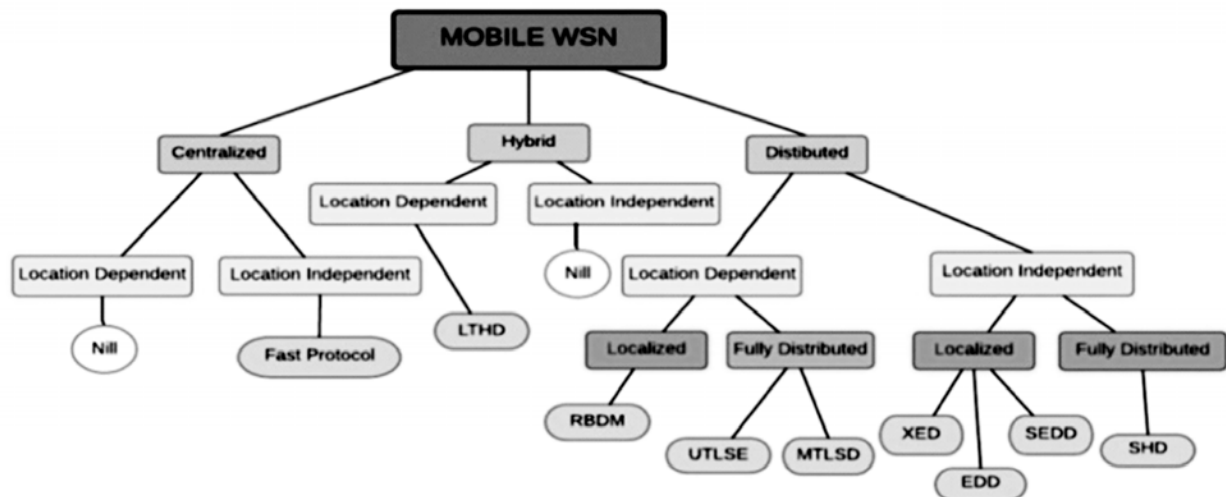 MOBILE WSN
Centralized
Hybrid
Distibuted
Location Dependent
Location Independent
Location Dependent
Location Independent
Nill
Location Dependent
Location Independent
Nill
Fast Protocol
LTHD
Localized
Fully Distributed
Localized
Fully Distributed
RBDM
UTLSE
MTLSD
XED
EDD
SEDD
SHD